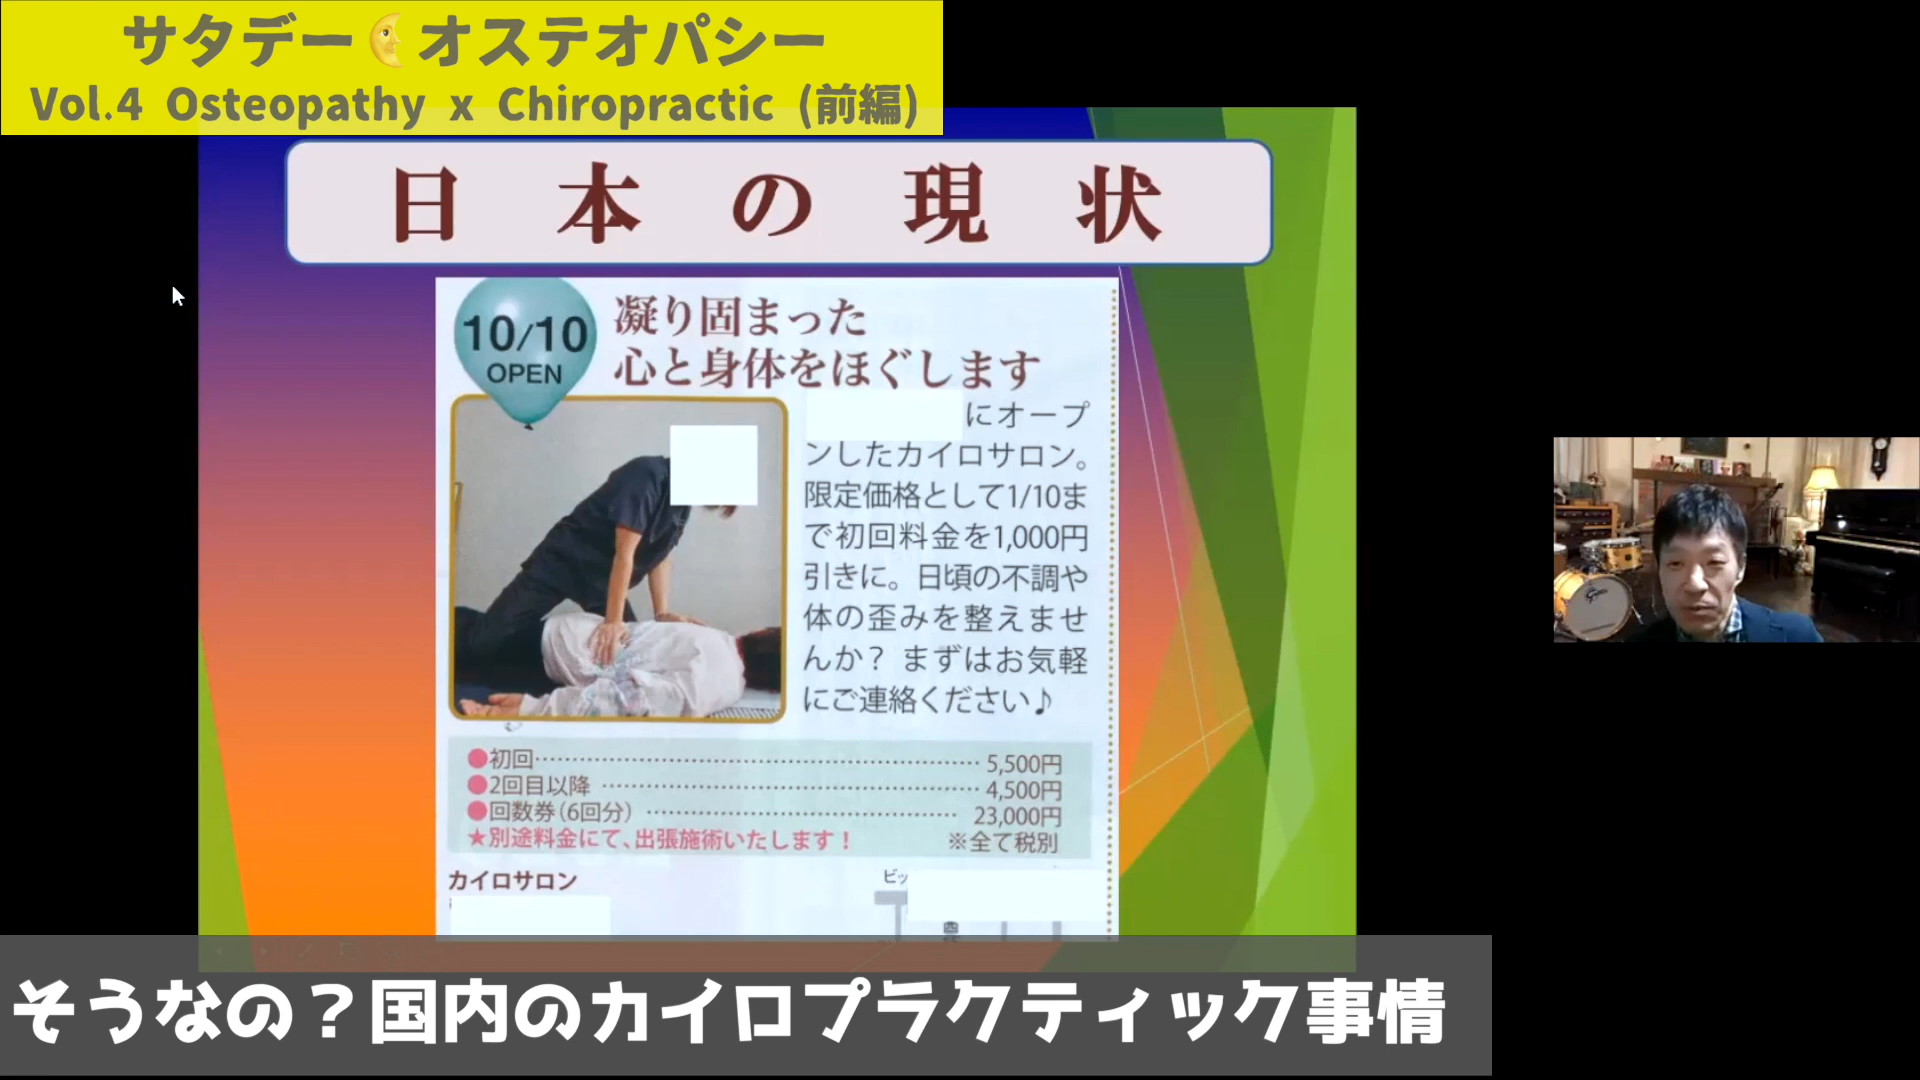 サタデー🌛オステオパシー
Vol.4 Osteopathy x Chiropractic (前編)
日本の現状
10/10
OPEN
凝り固まった
心と身体をほぐします
にオープ
ンしたカイロサロン。
限定価格として1/10ま
で初回料金を1,000円
引きに。日頃の不調や
体の歪みを整えませ
んか？ まずはお気軽
にご連絡ください♪
●初回 5,500円
●2回目以降 4,500円
●回数券（6回分） 23,000円
★別途料金にて、出張施術いたします！ ※全て税別
カイロサロン
ビッ
そうなの？国内のカイロプラクティック事情